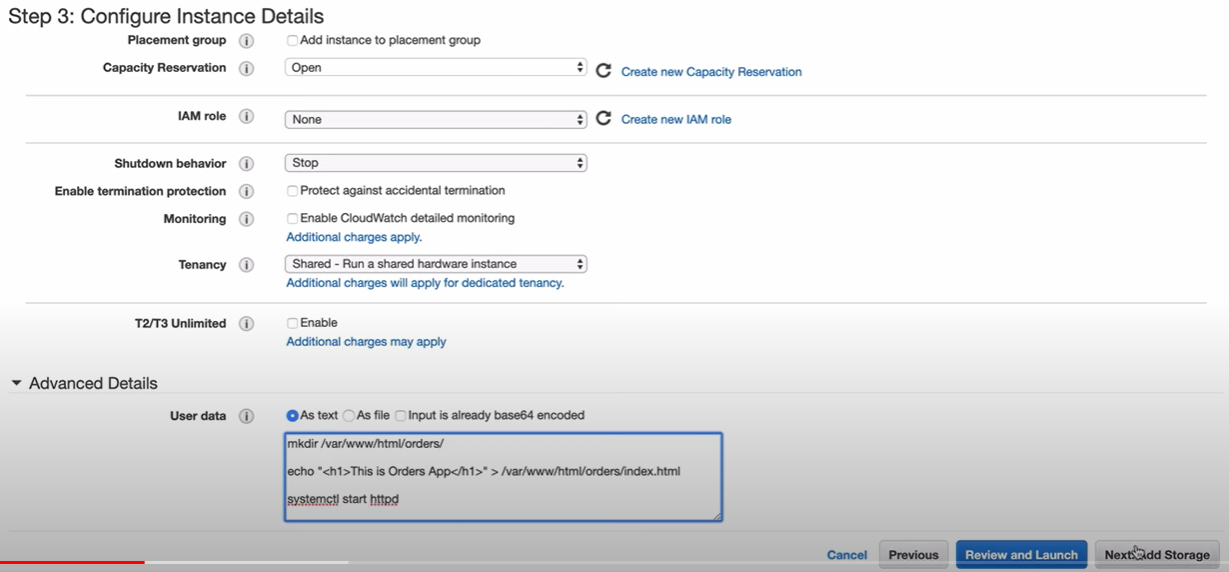 Step 3: Configure Instance Details
Placement group Add instance to placement group
Capacity Reservation Open Create new Capacity Reservation
IAM role None Create new IAM role
Shutdown behavior Stop
Enable termination protection Protect against accidental termination
Monitoring Enable CloudWatch detailed monitoring
Additional charges apply.
Tenancy Shared - Run a shared hardware instance
Additional charges will apply for dedicated tenancy.
T2/T3 Unlimited Enable
Additional charges may apply
Advanced Details
User data As text As file Input is already base64 encoded
mkdir /var/www/html/orders/
echo "<h1>This is Orders App</h1>" > /var/www/html/orders/index.html
systemctl start httpd
Cancel Previous Review and Launch Next: Add Storage